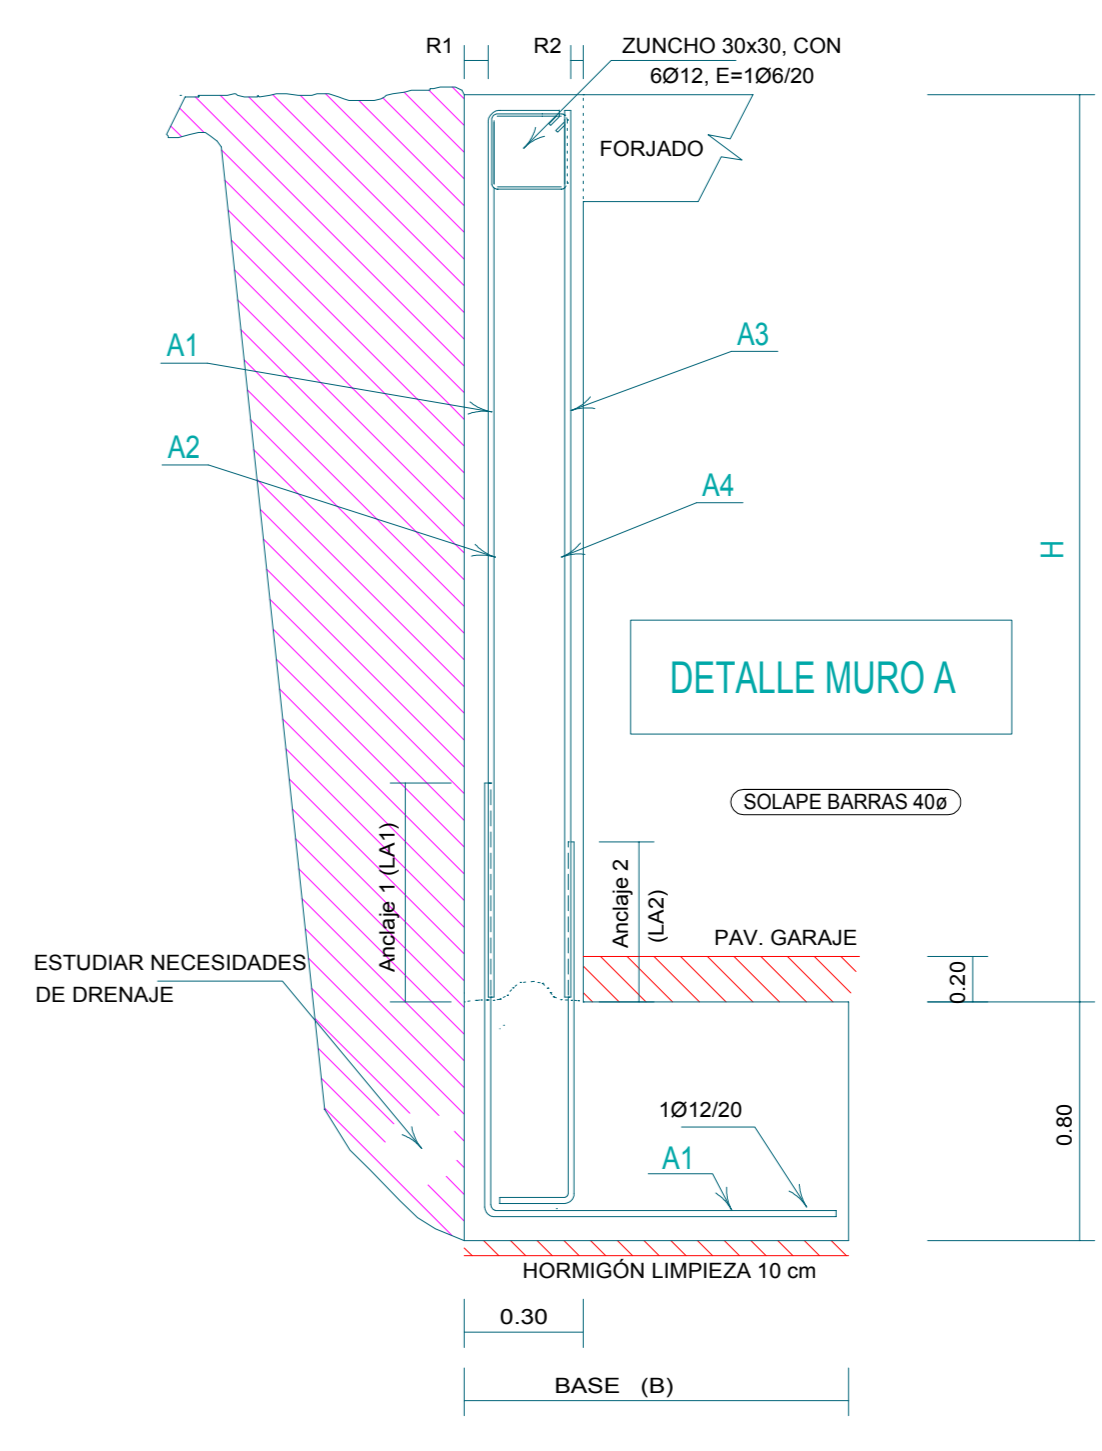 R1
R2
ZUNCHO 30x30, CON
6Ø12, E=1Ø6/20
FORJADO
A1
A3
A2
A4
H
DETALLE MURO A
SOLAPE BARRAS 40ø
Anclaje 1 (LA1)
Anclaje 2
(LA2)
PAV. GARAJE
ESTUDIAR NECESIDADES
DE DRENAJE
0.20
1Ø12/20
0.80
A1
HORMIGÓN LIMPIEZA 10 cm
0.30
BASE (B)